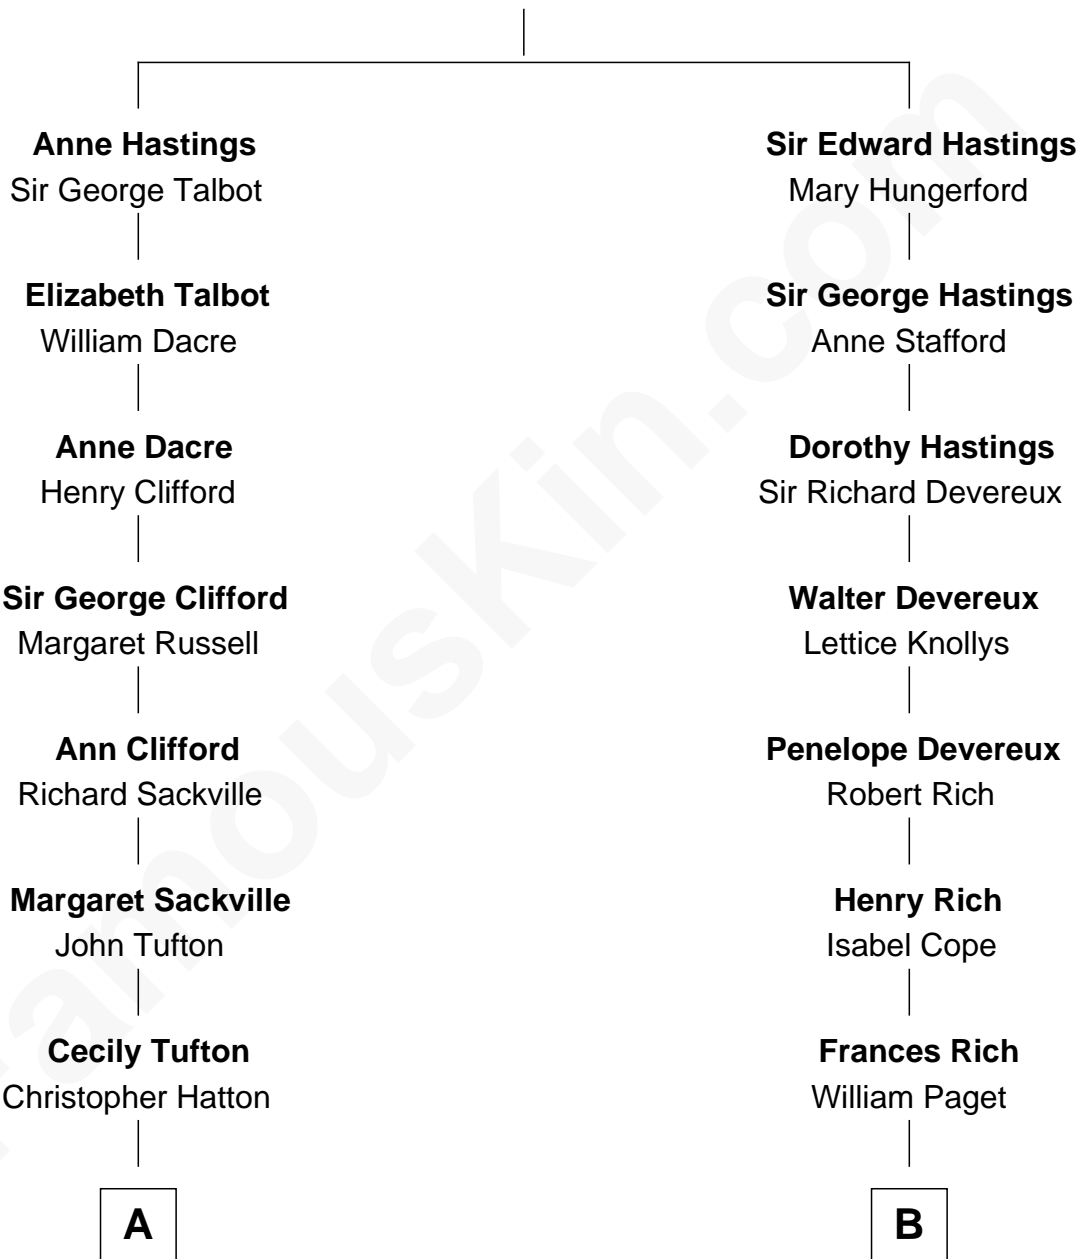 Anne Hastings
Sir George Talbot
Elizabeth Talbot
William Dacre
Anne Dacre
Henry Clifford
Sir George Clifford
Margaret Russell
Ann Clifford
Richard Sackville
Margaret Sackville
John Tufton
Cecily Tufton
Christopher Hatton
A
Sir Edward Hastings
Mary Hungerford
Sir George Hastings
Anne Stafford
Dorothy Hastings
Sir Richard Devereux
Walter Devereux
Lettice Knollys
Penelope Devereux
Robert Rich
Henry Rich
Isabel Cope
Frances Rich
William Paget
B
FamousKin.com